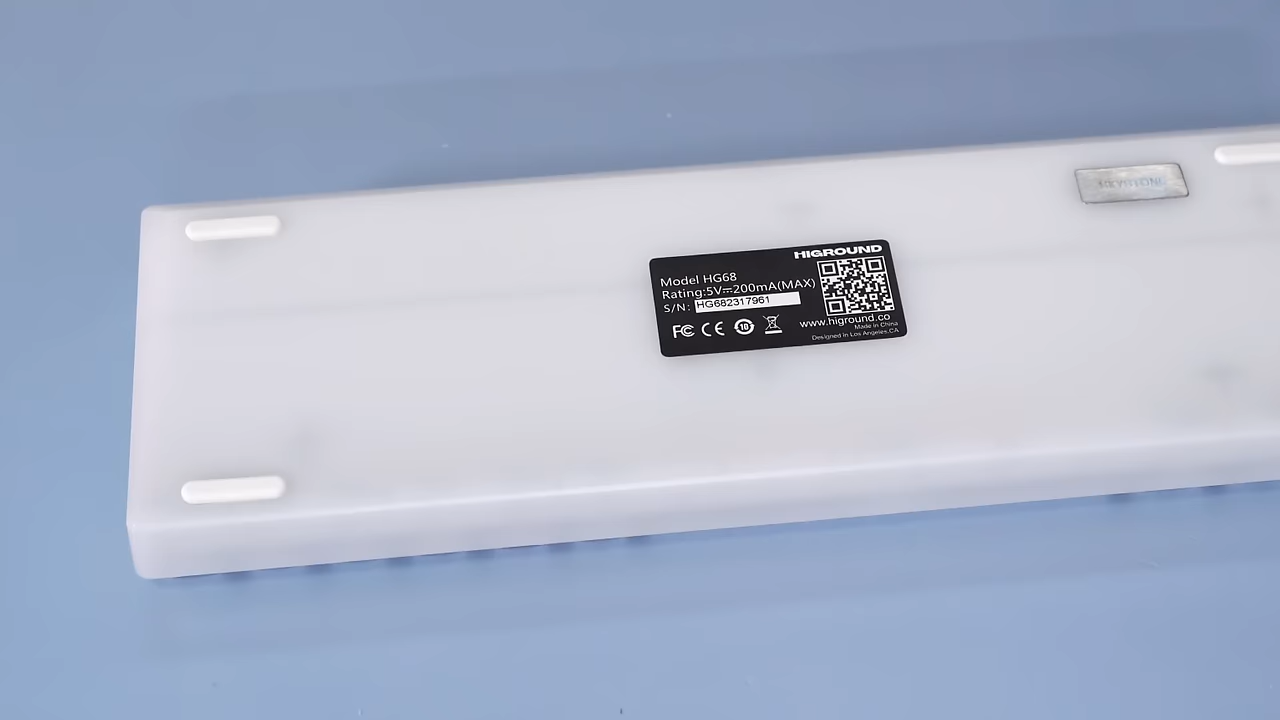 HIGROUND
Model HG68
Rating:5V⎓200mA(MAX)
S/N: HG682317961
FC CE 10
www.higround.co
Made in China
Designed in Los Angeles,CA